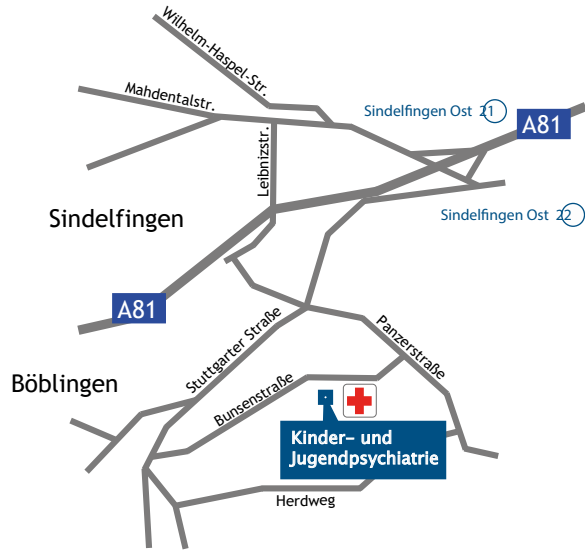 Wilhelm-Haspel-Str.
Mahdentalstr.
Sindelfingen Ost 21
A81
Leibnizstr.
Sindelfingen
Sindelfingen Ost 22
A81
Stuttgarter Straße
Panzerstraße
Böblingen
Bunsenstraße
Kinder- und
Jugendpsychiatrie
Herdweg